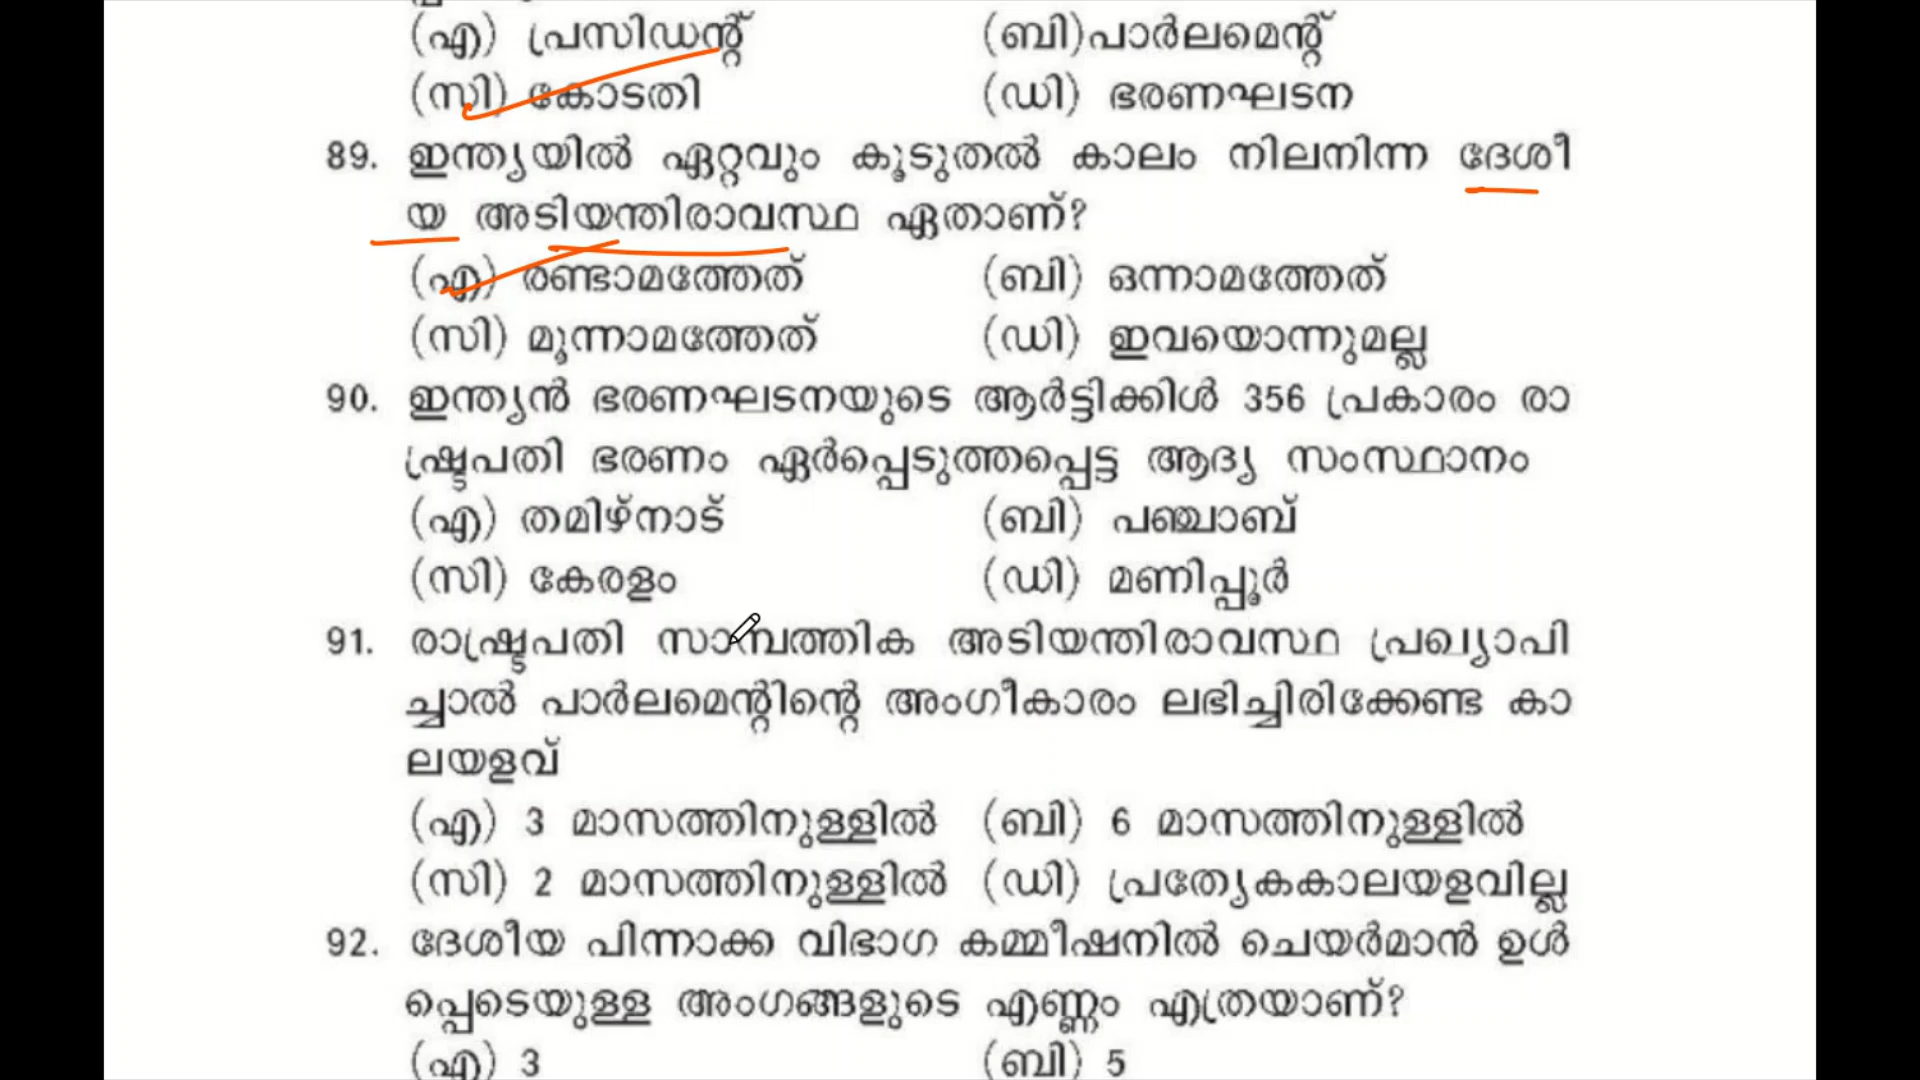 (എ) പ്രസിഡന്റ് (ബി)പാർലമെന്റ്
(സി) കോടതി (ഡി) ഭരണഘടന
89. ഇന്ത്യയിൽ ഏറ്റവും കൂടുതൽ കാലം നിലനിന്ന ദേശീ
യ അടിയന്തിരാവസ്ഥ ഏതാണ്?
(എ) രണ്ടാമത്തേത് (ബി) ഒന്നാമത്തേത്
(സി) മൂന്നാമത്തേത് (ഡി) ഇവയൊന്നുമല്ല
90. ഇന്ത്യൻ ഭരണഘടനയുടെ ആർട്ടിക്കിൾ 356 പ്രകാരം രാ
ഷ്ട്രപതി ഭരണം ഏർപ്പെടുത്തപ്പെട്ട ആദ്യ സംസ്ഥാനം
(എ) തമിഴ്നാട് (ബി) പഞ്ചാബ്
(സി) കേരളം (ഡി) മണിപ്പൂർ
91. രാഷ്ട്രപതി സാമ്പത്തിക അടിയന്തിരാവസ്ഥ പ്രഖ്യാപി
ച്ചാൽ പാർലമെന്റിന്റെ അംഗീകാരം ലഭിച്ചിരിക്കേണ്ട കാ
ലയളവ്
(എ) 3 മാസത്തിനുള്ളിൽ (ബി) 6 മാസത്തിനുള്ളിൽ
(സി) 2 മാസത്തിനുള്ളിൽ (ഡി) പ്രത്യേകകാലയളവില്ല
92. ദേശീയ പിന്നാക്ക വിഭാഗ കമ്മീഷനിൽ ചെയർമാൻ ഉൾ
പ്പെടെയുള്ള അംഗങ്ങളുടെ എണ്ണം എത്രയാണ്?
(എ) 3 (ബി) 5